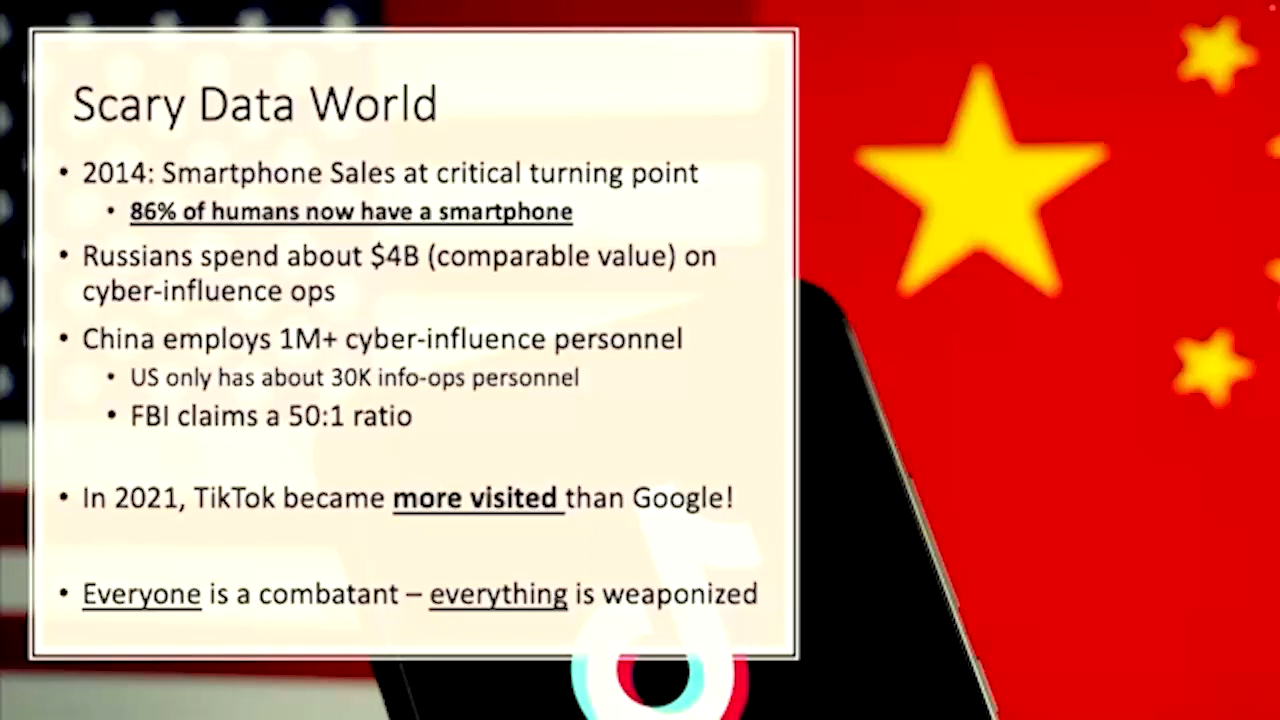 Scary Data World
• 2014: Smartphone Sales at critical turning point
• 86% of humans now have a smartphone
• Russians spend about $4B (comparable value) on
cyber-influence ops
• China employs 1M+ cyber-influence personnel
• US only has about 30K info-ops personnel
• FBI claims a 50:1 ratio
• In 2021, TikTok became more visited than Google!
• Everyone is a combatant – everything is weaponized